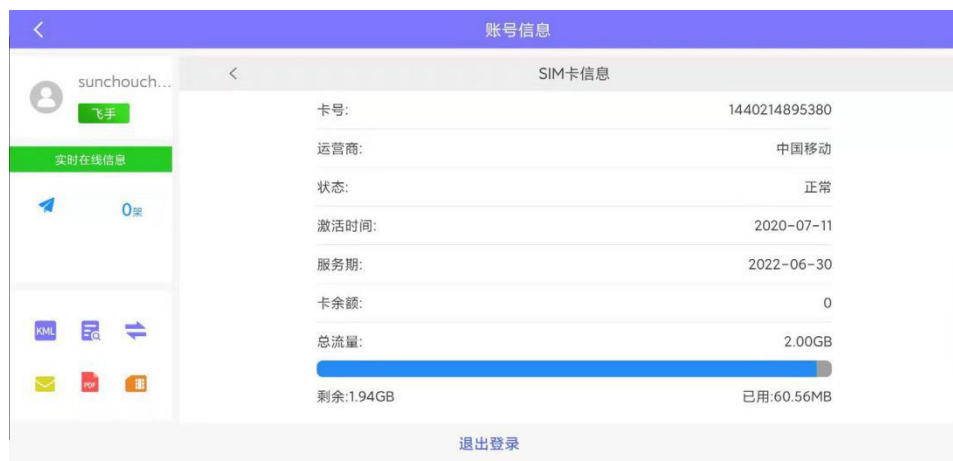 账号信息
sunchouch...
飞手
实时在线信息
0架
KML
PDF
SIM卡信息
卡号: 1440214895380
运营商: 中国移动
状态: 正常
激活时间: 2020-07-11
服务期: 2022-06-30
卡余额: 0
总流量: 2.00GB
剩余:1.94GB 已用:60.56MB
退出登录